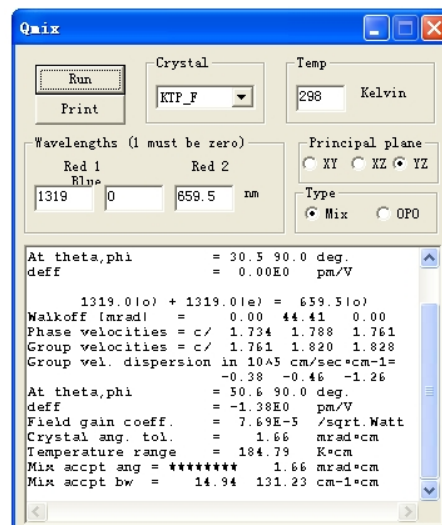 Qmix
Run
Print
Crystal
KTP_F
Temp
298 Kelvin
Wavelengths (1 must be zero)
Red 1 Red 2
Blue
1319 0 659.5 nm
Principal plane
XY XZ YZ
Type
Mix OPO
At theta,phi = 30.5 90.0 deg.
deff = 0.00E0 pm/V
1319.0(o) + 1319.0(e) = 659.5(o)
Walkoff [mrad] = 0.00 44.41 0.00
Phase velocities = c/ 1.734 1.788 1.761
Group velocities = c/ 1.761 1.820 1.828
Group vel. dispersion in 10^5 cm/sec*cm-1=
-0.38 -0.46 -1.26
At theta,phi = 50.6 90.0 deg.
deff = -1.38E0 pm/V
Field gain coeff. = 7.69E-5 /sqrt.Watt
Crystal ang. tol. = 1.66 mrad*cm
Temperature range = 184.79 K*cm
Mix accpt ang = ******** 1.66 mrad*cm
Mix accpt bw = 14.94 131.23 cm-1*cm